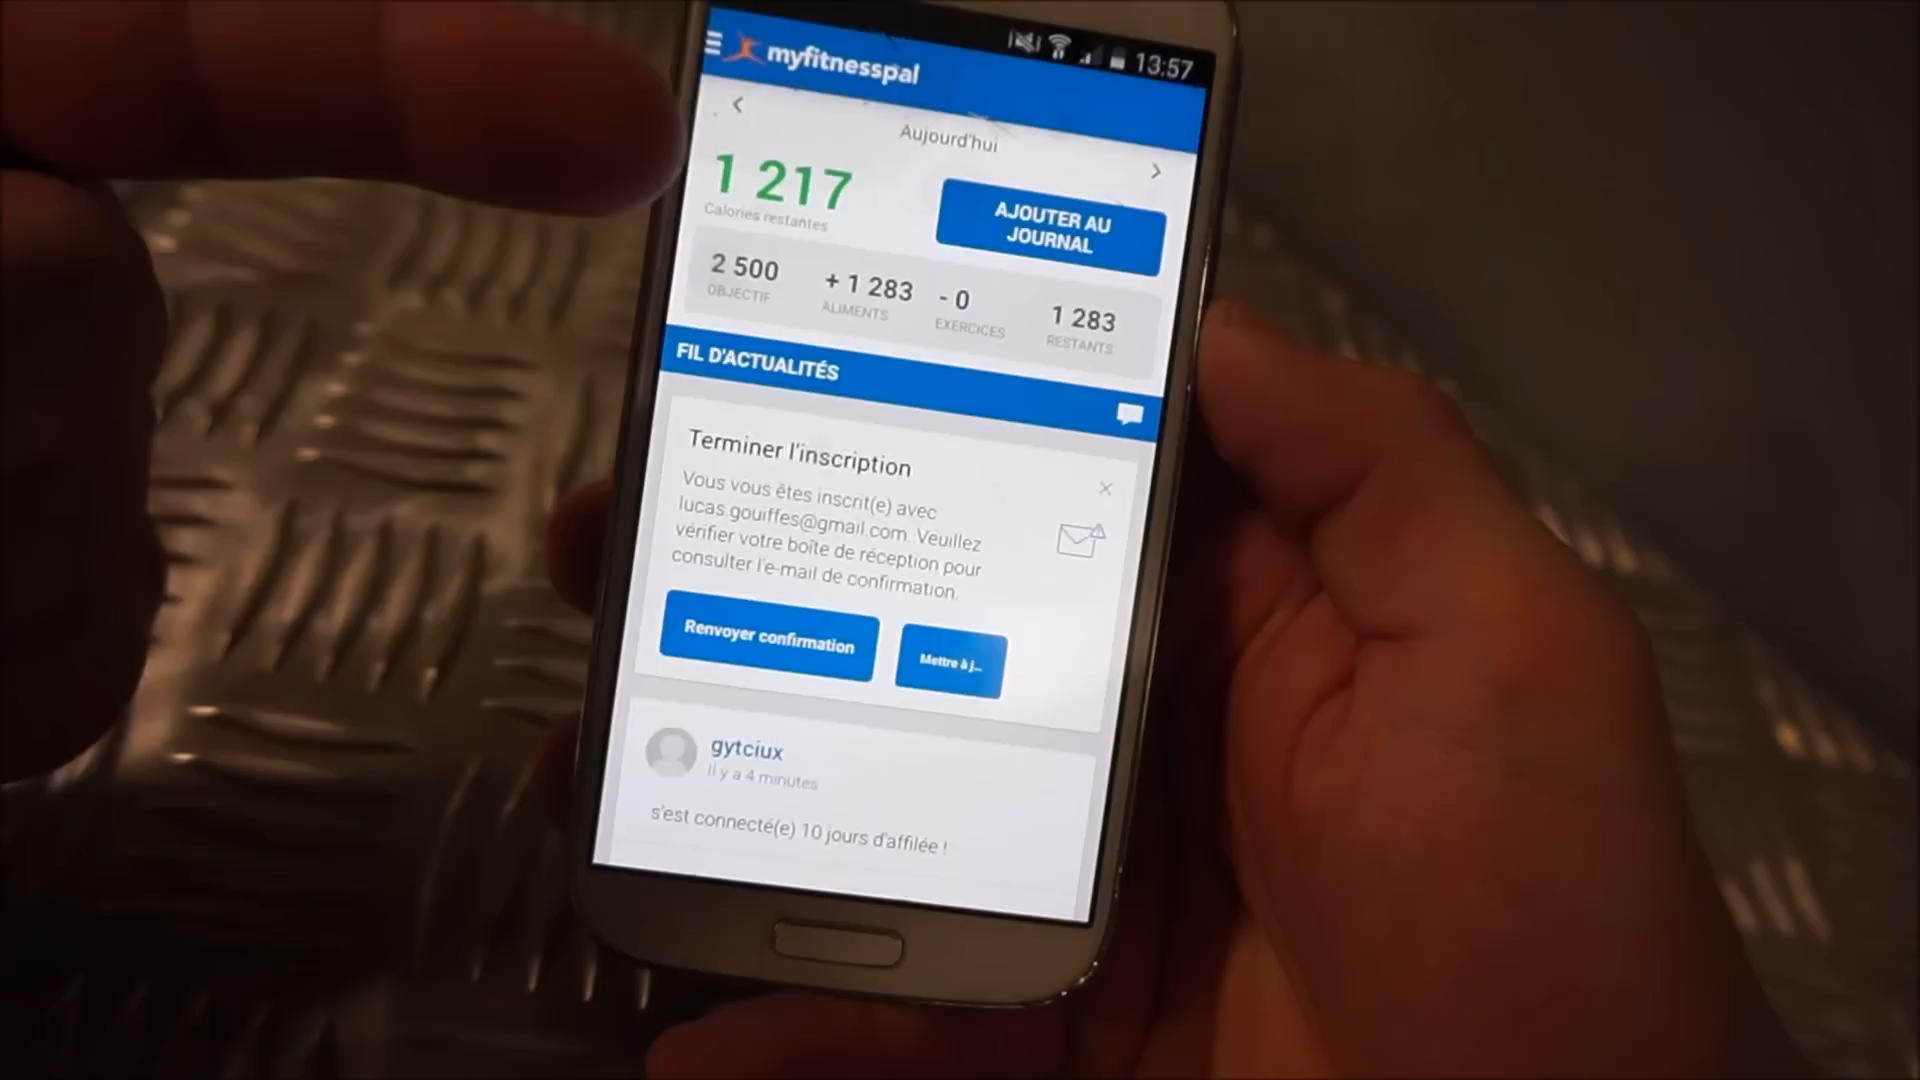 13:57
myfitnesspal
Aujourd'hui
1 217
Calories restantes
AJOUTER AU
JOURNAL
2 500
+ 1 283
- 0
1 283
OBJECTIF
ALIMENTS
EXERCICES
RESTANTS
FIL D'ACTUALITÉS
Terminer l'inscription
Vous vous êtes inscrit(e) avec
lucas.gouiffes@gmail.com. Veuillez
vérifier votre boîte de réception pour
consulter l'e-mail de confirmation.
Renvoyer confirmation
Mettre à j...
gytciux
Il y a 4 minutes
s'est connecté(e) 10 jours d'affilée !